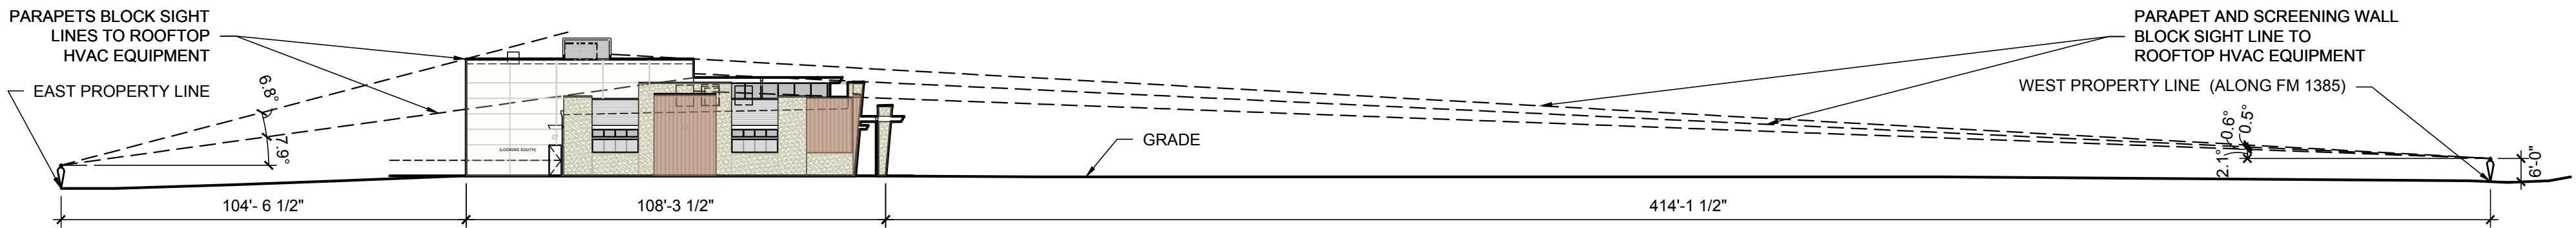 PARAPETS BLOCK SIGHT
LINES TO ROOFTOP
HVAC EQUIPMENT
EAST PROPERTY LINE
6.8°
7.9°
(LOOKING SOUTH)
GRADE
PARAPET AND SCREENING WALL
BLOCK SIGHT LINE TO
ROOFTOP HVAC EQUIPMENT
WEST PROPERTY LINE (ALONG FM 1385)
2.1°
0.6°
0.5°
6'-0"
104'- 6 1/2"
108'-3 1/2"
414'-1 1/2"